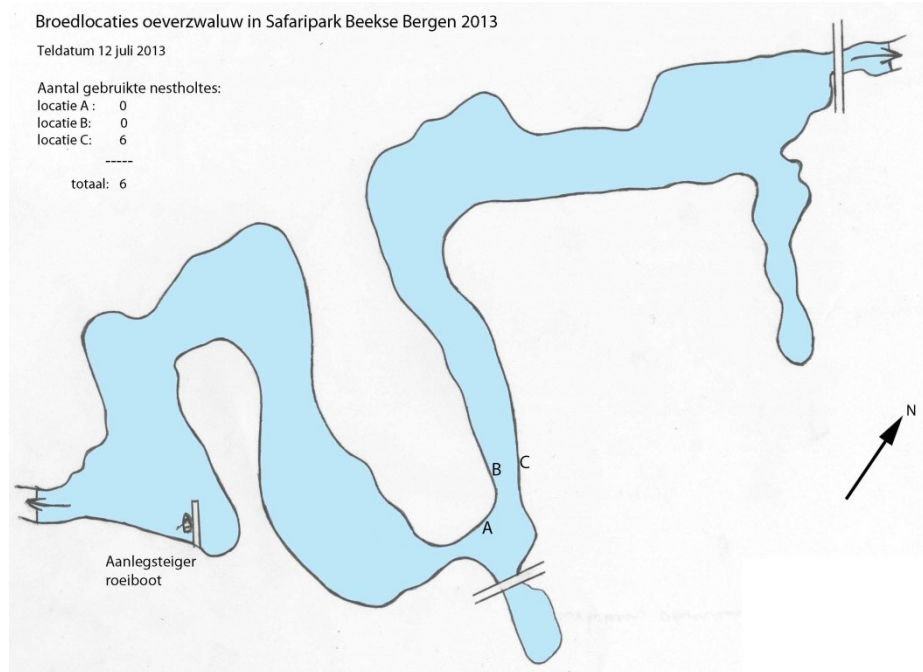 Broedlocaties oeverzwaluw in Safaripark Beekse Bergen 2013
Teldatum 12 juli 2013
Aantal gebruikte nestholtes:
locatie A : 0
locatie B: 0
locatie C: 6
-----
totaal: 6
N
B
C
A
Aanlegsteiger
roeiboot